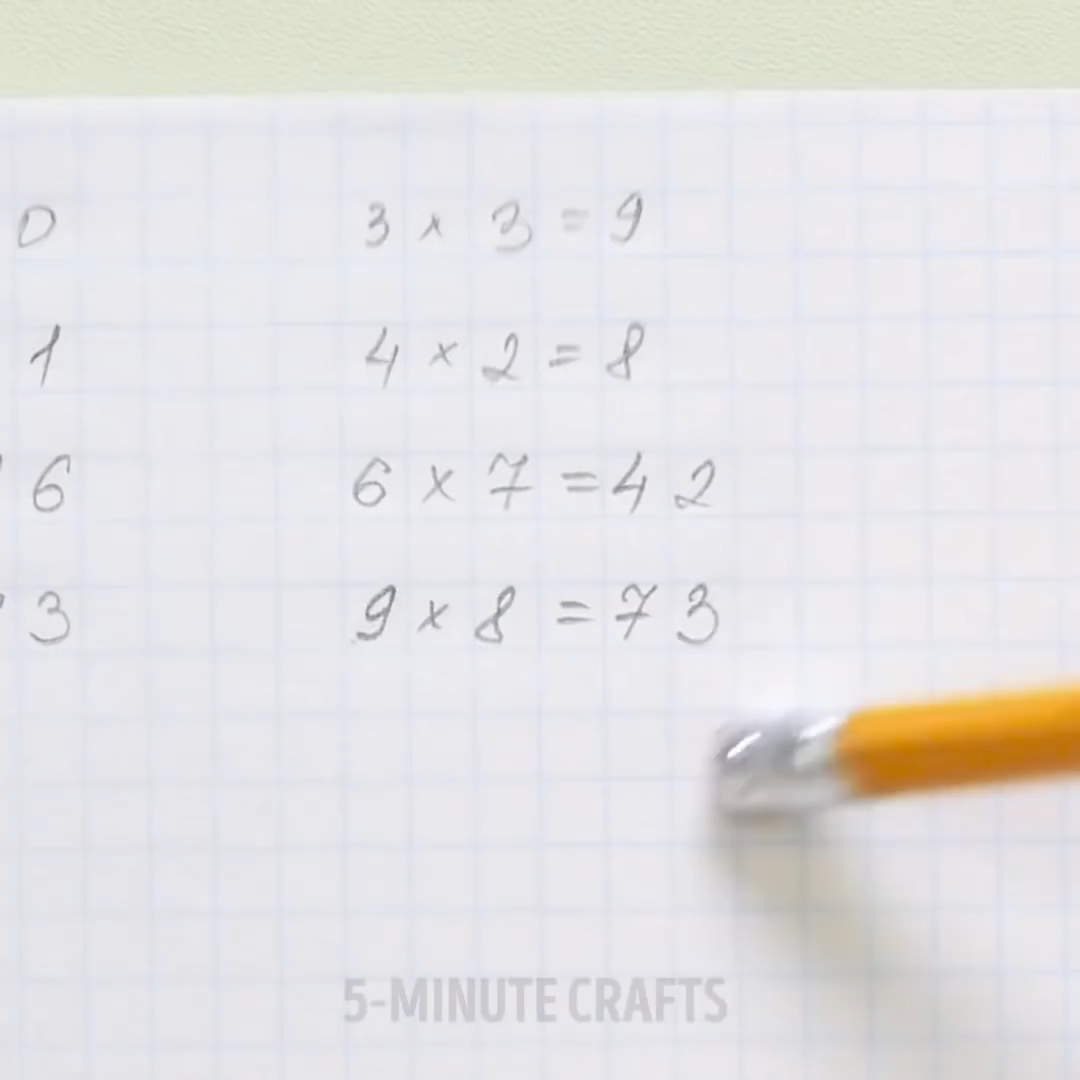 0 3 × 3 = 9
1 4 × 2 = 8
6 6 × 7 = 42
3 9 × 8 = 73
5-MINUTE CRAFTS